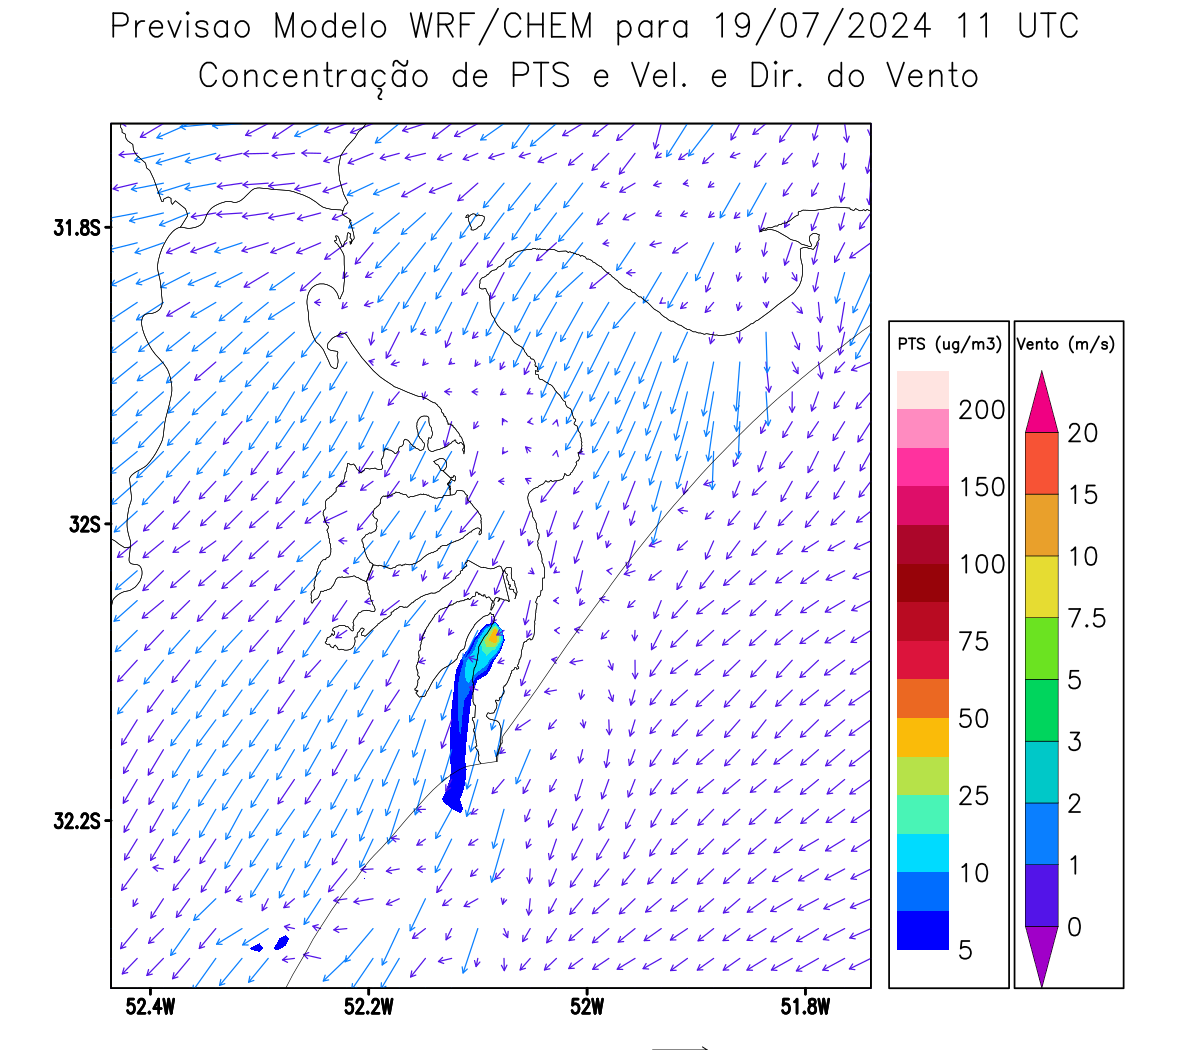 Previsao Modelo WRF/CHEM para 19/07/2024 11 UTC
Concentração de PTS e Vel. e Dir. do Vento
31.8S
32S
32.2S
52.4W
52.2W
52W
51.8W
PTS (ug/m3)
200
150
100
75
50
25
10
5
Vento (m/s)
20
15
10
7.5
5
3
2
1
0